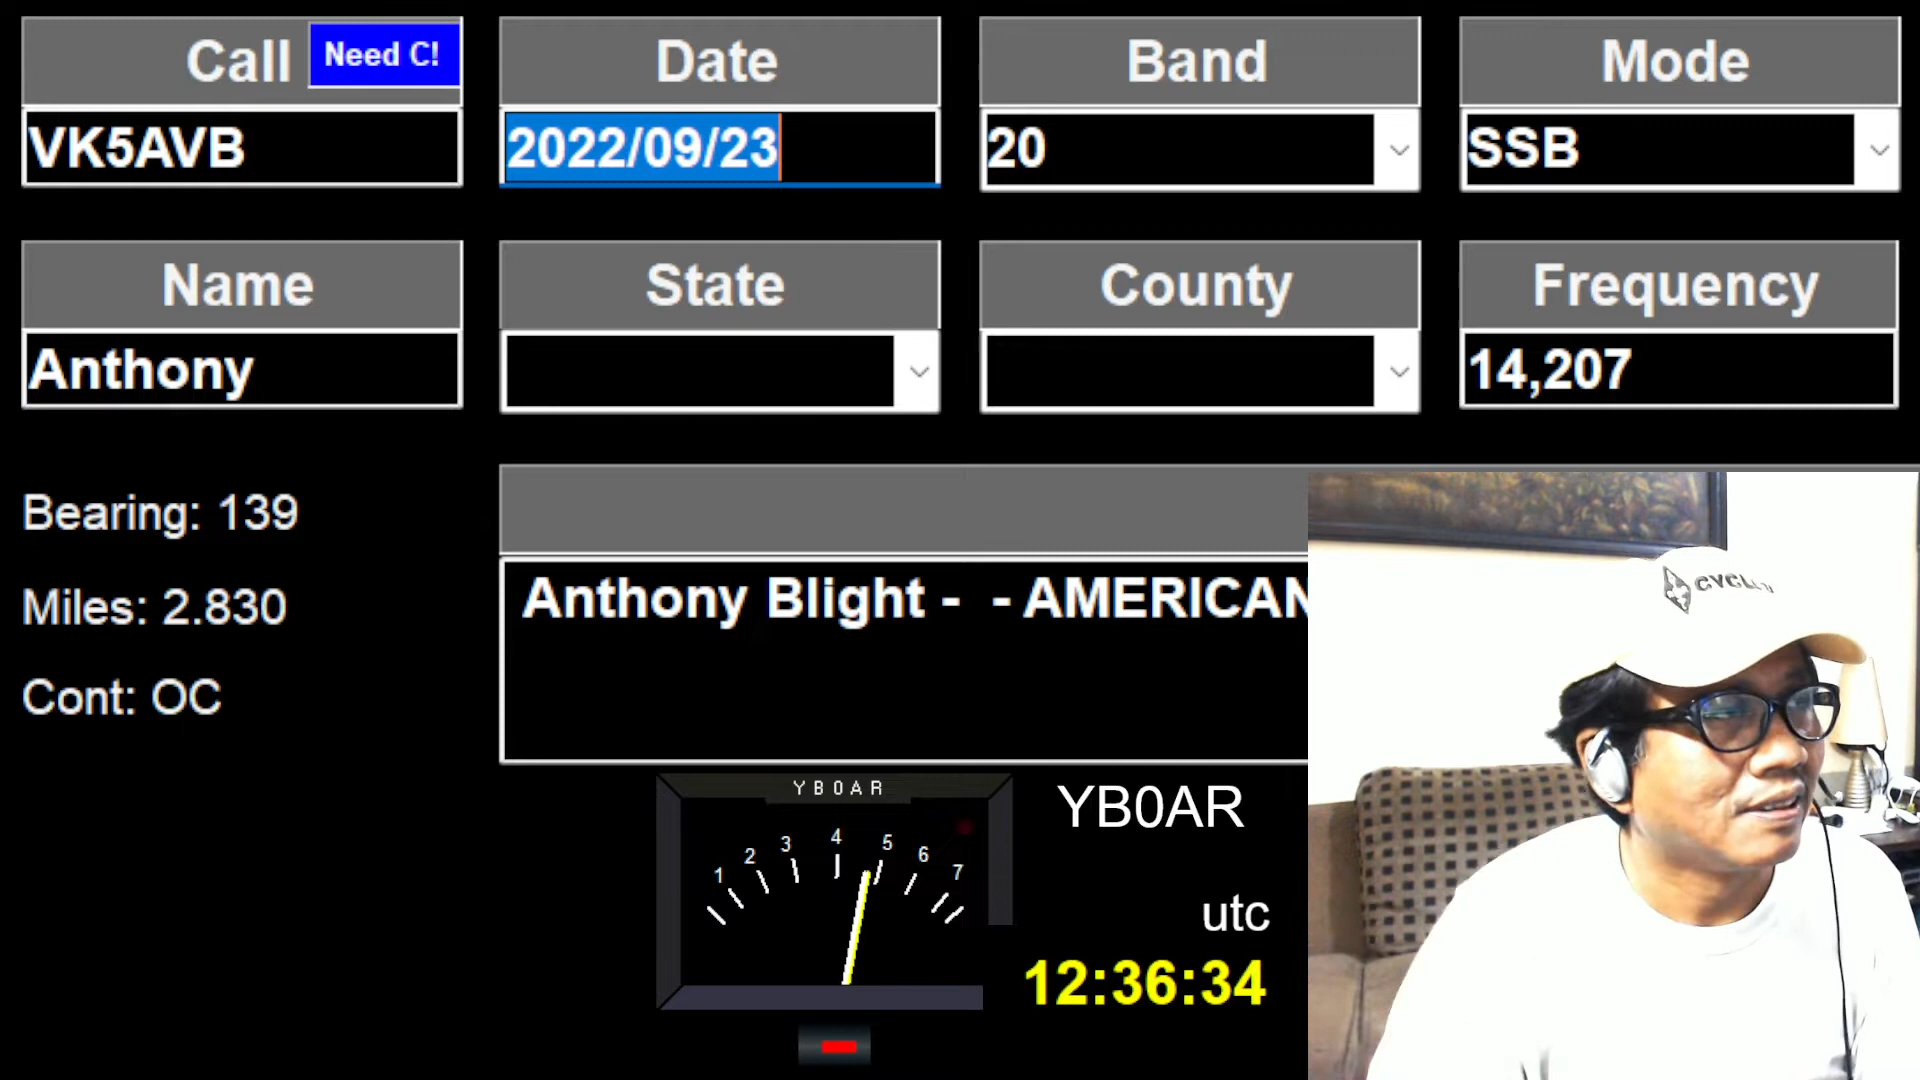 Call Need C!
Date
Band
Mode
VK5AVB
2022/09/23
20
SSB
Name
State
County
Frequency
Anthony
14,207
Bearing: 139
Anthony Blight - - AMERICAN
Miles: 2.830
Cont: OC
YB0AR
1 2 3 4 5 6 7
YB0AR
utc
12:36:34